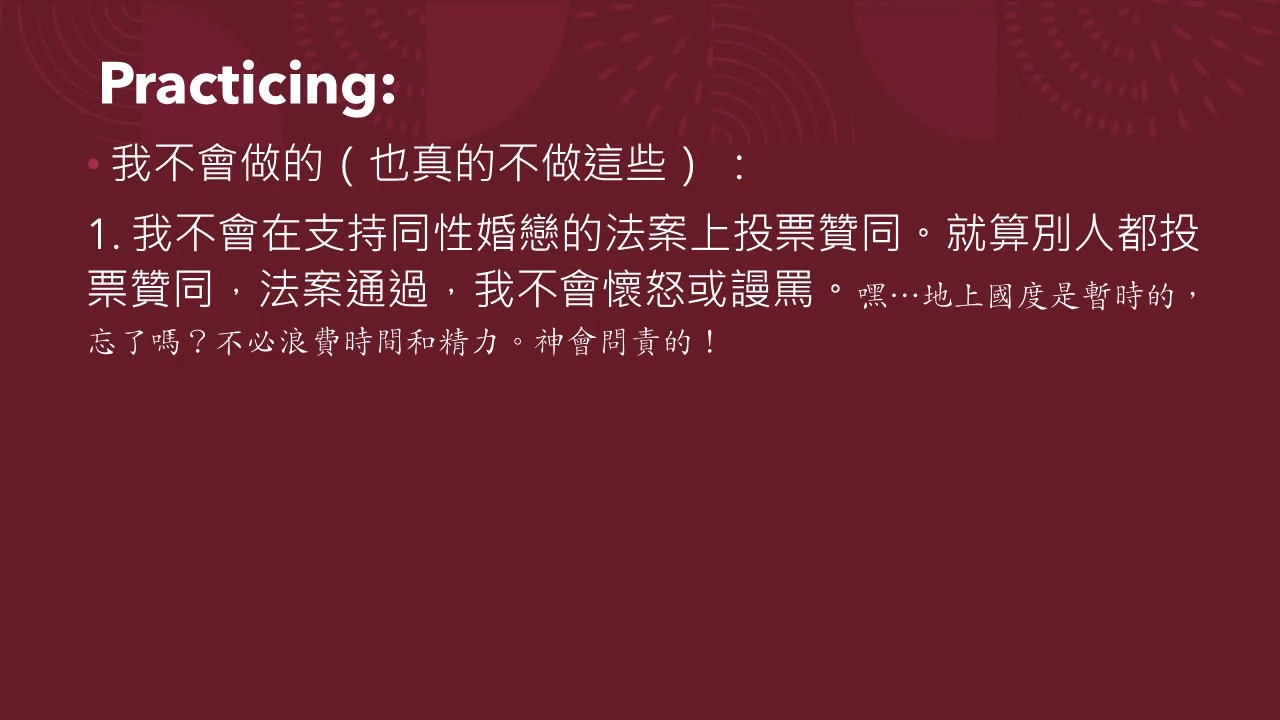 Practicing:
• 我不會做的（也真的不做這些）：
1. 我不會在支持同性婚戀的法案上投票贊同。就算別人都投
票贊同，法案通過，我不會懷怒或謾罵。嘿…地上國度是暫時的，
忘了嗎？不必浪費時間和精力。神會問責的！